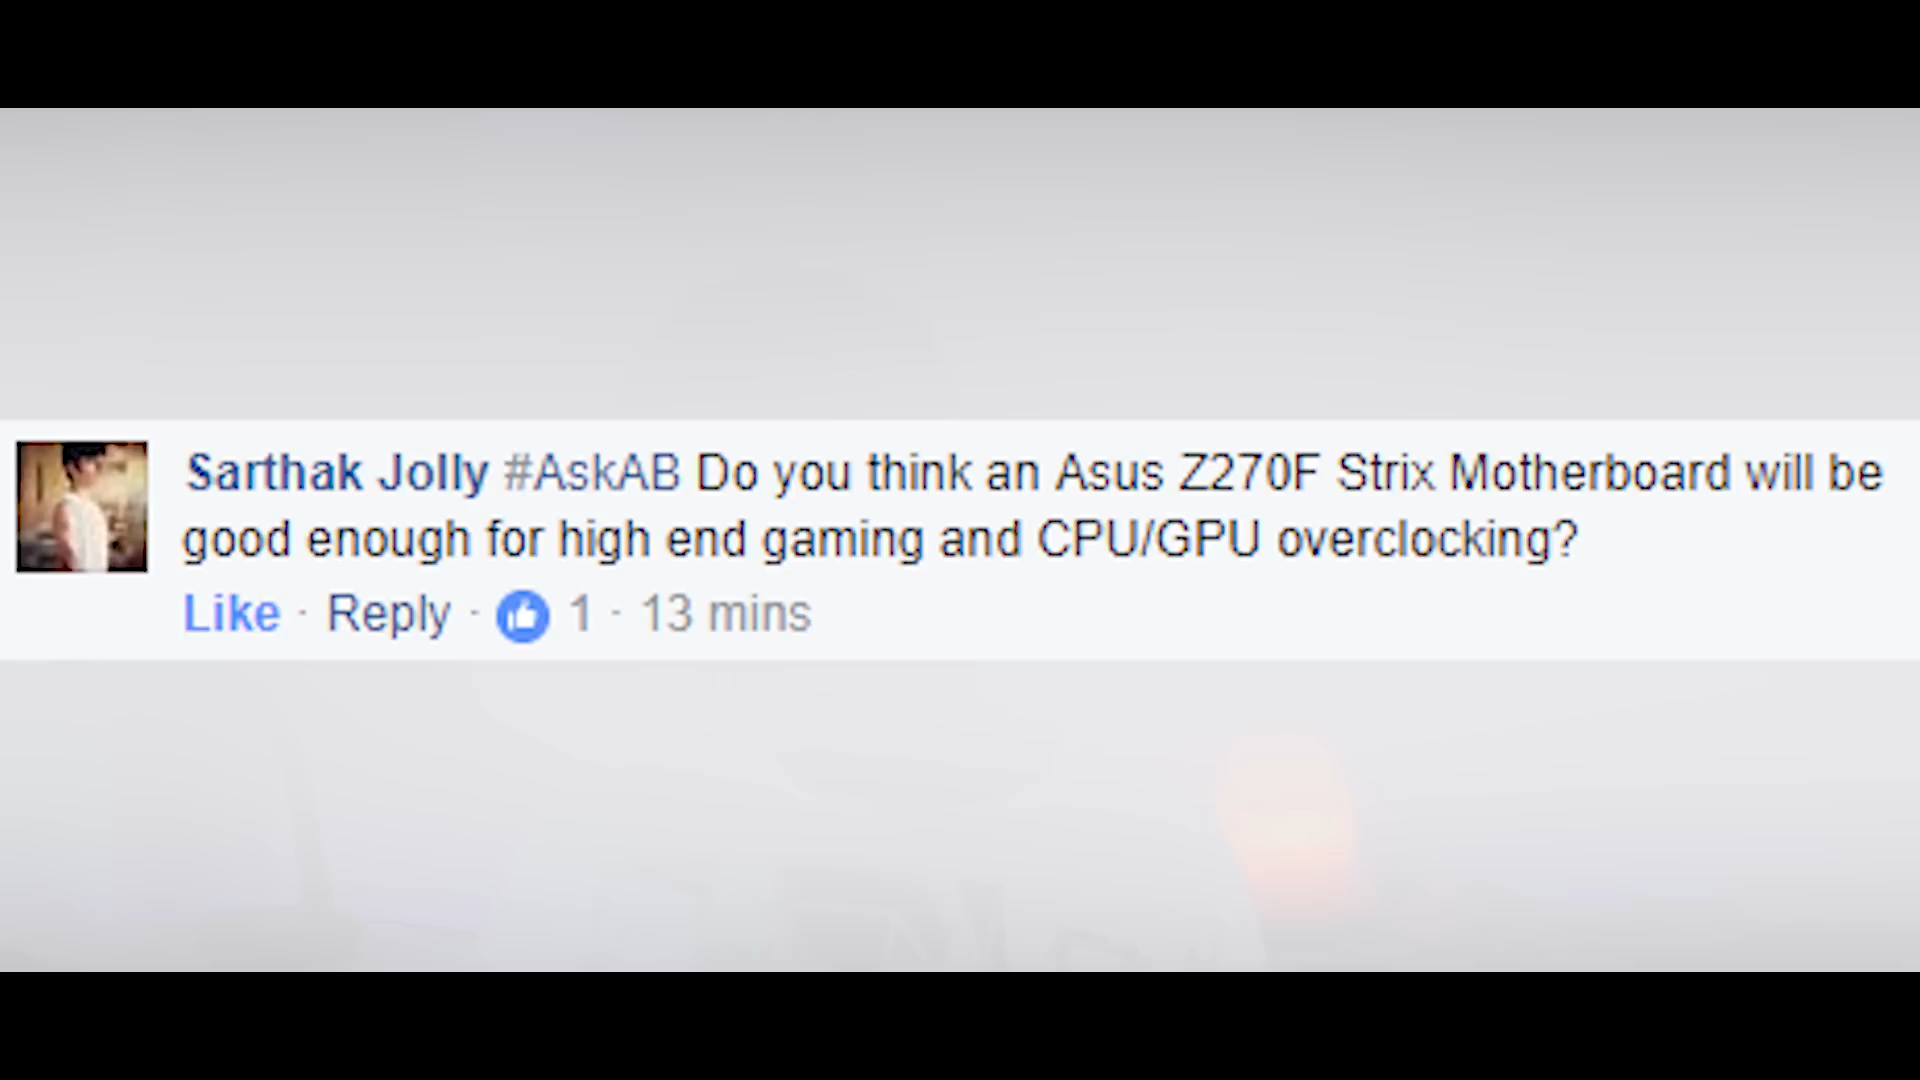 Sarthak Jolly #AskAB Do you think an Asus Z270F Strix Motherboard will be
good enough for high end gaming and CPU/GPU overclocking?
Like · Reply · 1 · 13 mins